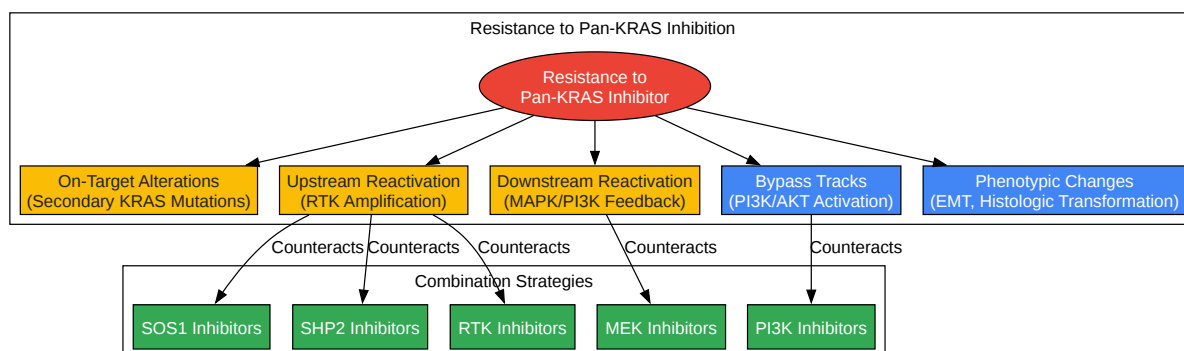 Resistance to Pan-KRAS Inhibition
Resistance to
Pan-KRAS Inhibitor
On-Target Alterations
(Secondary KRAS Mutations)
Upstream Reactivation
(RTK Amplification)
Downstream Reactivation
(MAPK/PI3K Feedback)
Bypass Tracks
(PI3K/AKT Activation)
Phenotypic Changes
(EMT, Histologic Transformation)
Counteracts
Counteracts
Counteracts
Counteracts
Counteracts
Combination Strategies
SOS1 Inhibitors
SHP2 Inhibitors
RTK Inhibitors
MEK Inhibitors
PI3K Inhibitors